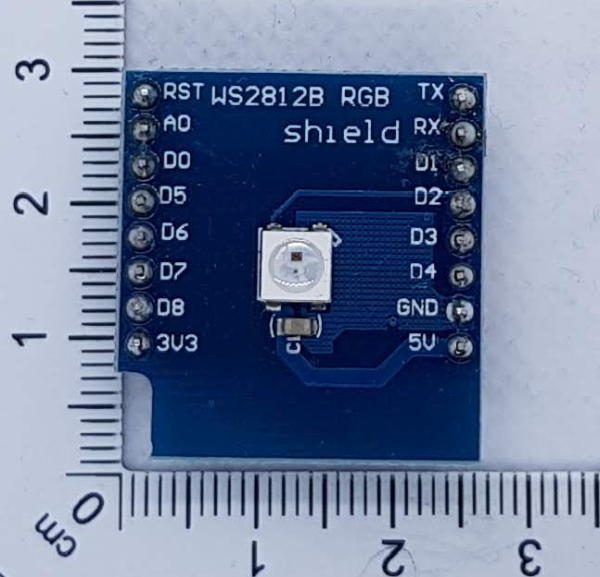 3
RST WS2812B RGB TX
A0 shield RX
D0 D1
2
D5 D2
D6 D3
D7 D4
D8 GND
1
3V3 5V
C
0
cm
1 2 3